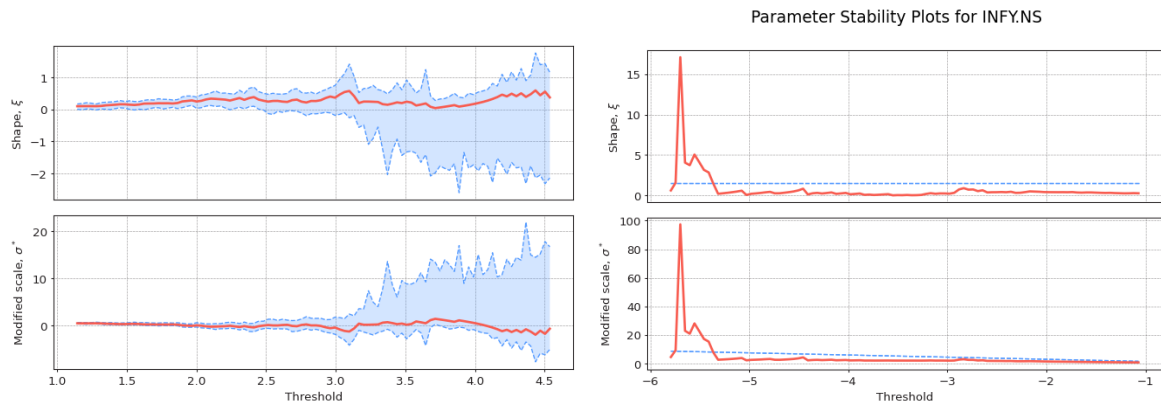 Parameter Stability Plots for INFY.NS
Shape, ξ
1
0
−1
−2
Modified scale, σ*
20
10
0
1.0 1.5 2.0 2.5 3.0 3.5 4.0 4.5
Threshold
Shape, ξ
15
10
5
0
Modified scale, σ*
100
80
60
40
20
0
−6 −5 −4 −3 −2 −1
Threshold